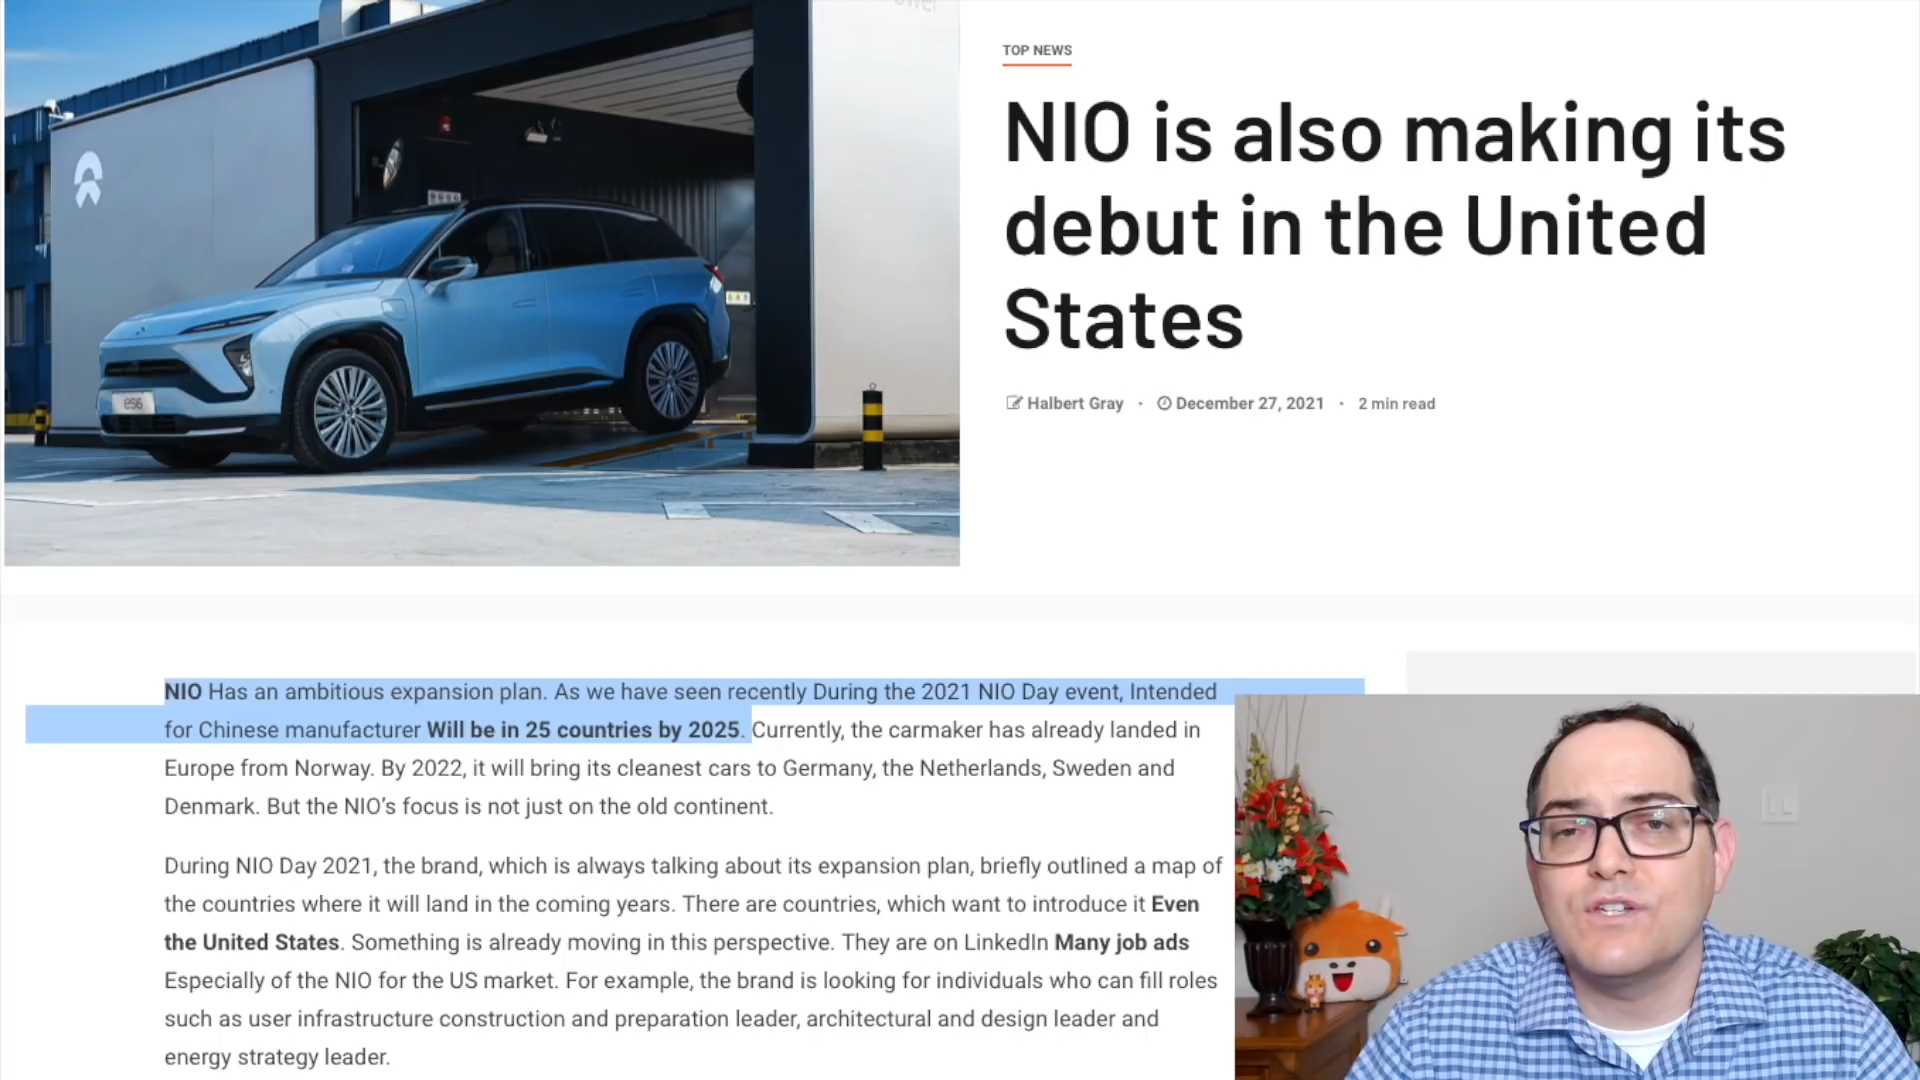 TOP NEWS
NIO is also making its
debut in the United
States
Halbert Gray · December 27, 2021 · 2 min read
es6
NIO Has an ambitious expansion plan. As we have seen recently During the 2021 NIO Day event, Intended
for Chinese manufacturer Will be in 25 countries by 2025. Currently, the carmaker has already landed in
Europe from Norway. By 2022, it will bring its cleanest cars to Germany, the Netherlands, Sweden and
Denmark. But the NIO’s focus is not just on the old continent.
During NIO Day 2021, the brand, which is always talking about its expansion plan, briefly outlined a map of
the countries where it will land in the coming years. There are countries, which want to introduce it Even
the United States. Something is already moving in this perspective. They are on LinkedIn Many job ads
Especially of the NIO for the US market. For example, the brand is looking for individuals who can fill roles
such as user infrastructure construction and preparation leader, architectural and design leader and
energy strategy leader.